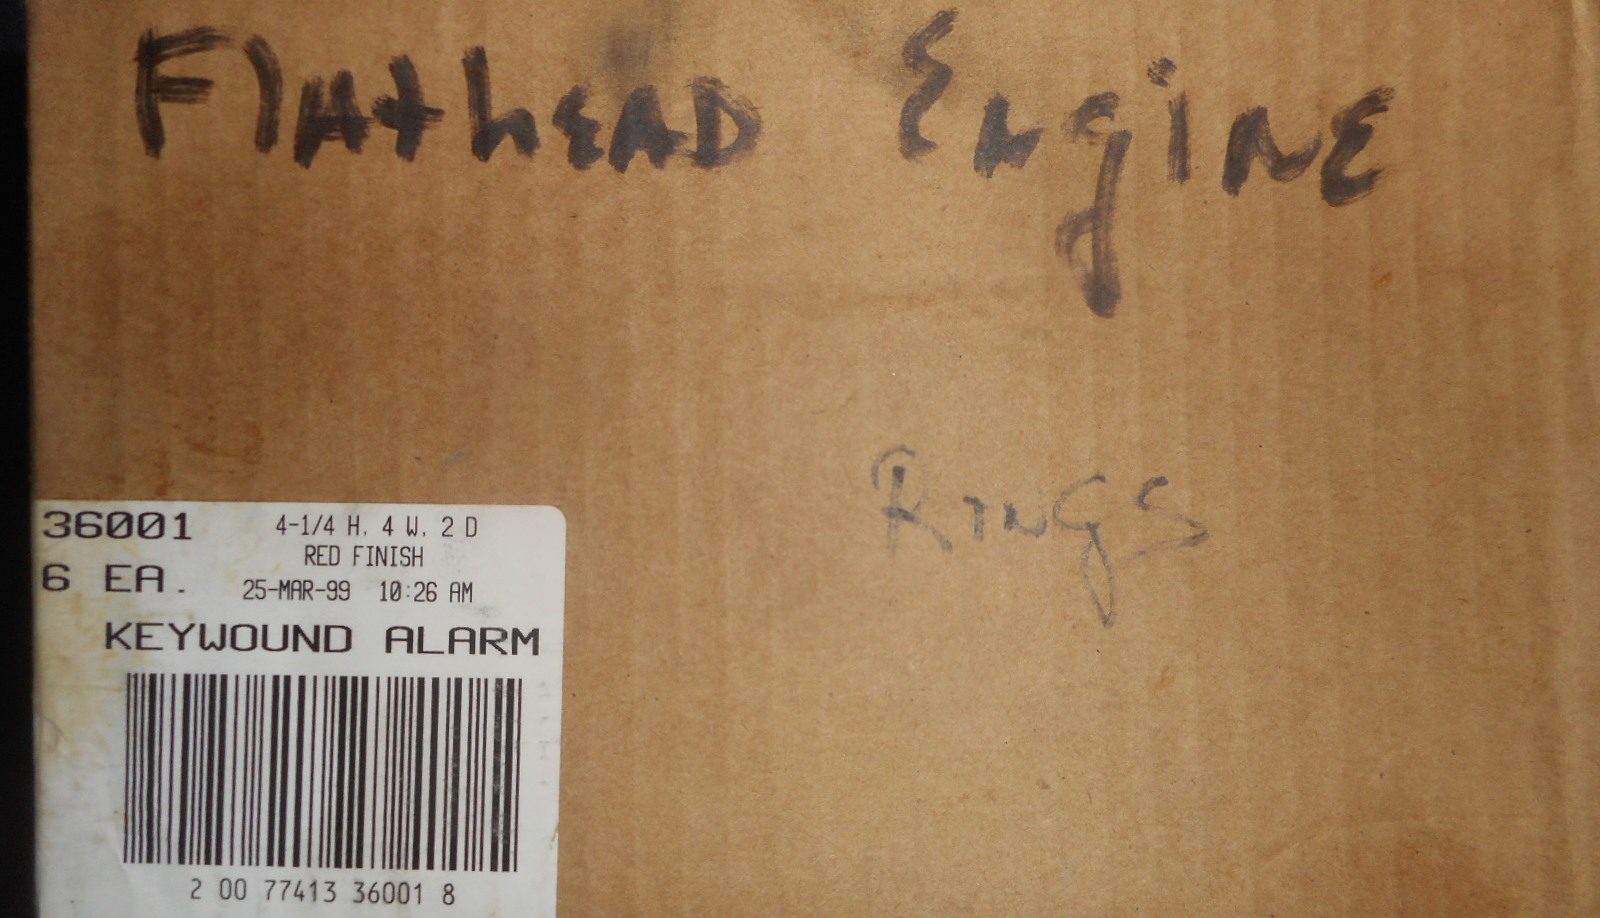 FlAthEAD ENgiNE
RINGS
36001
4-1/4 H, 4 W, 2 D
RED FINISH
6 EA.
25-MAR-99 10:26 AM
KEYWOUND ALARM
2 00 77413 36001 8